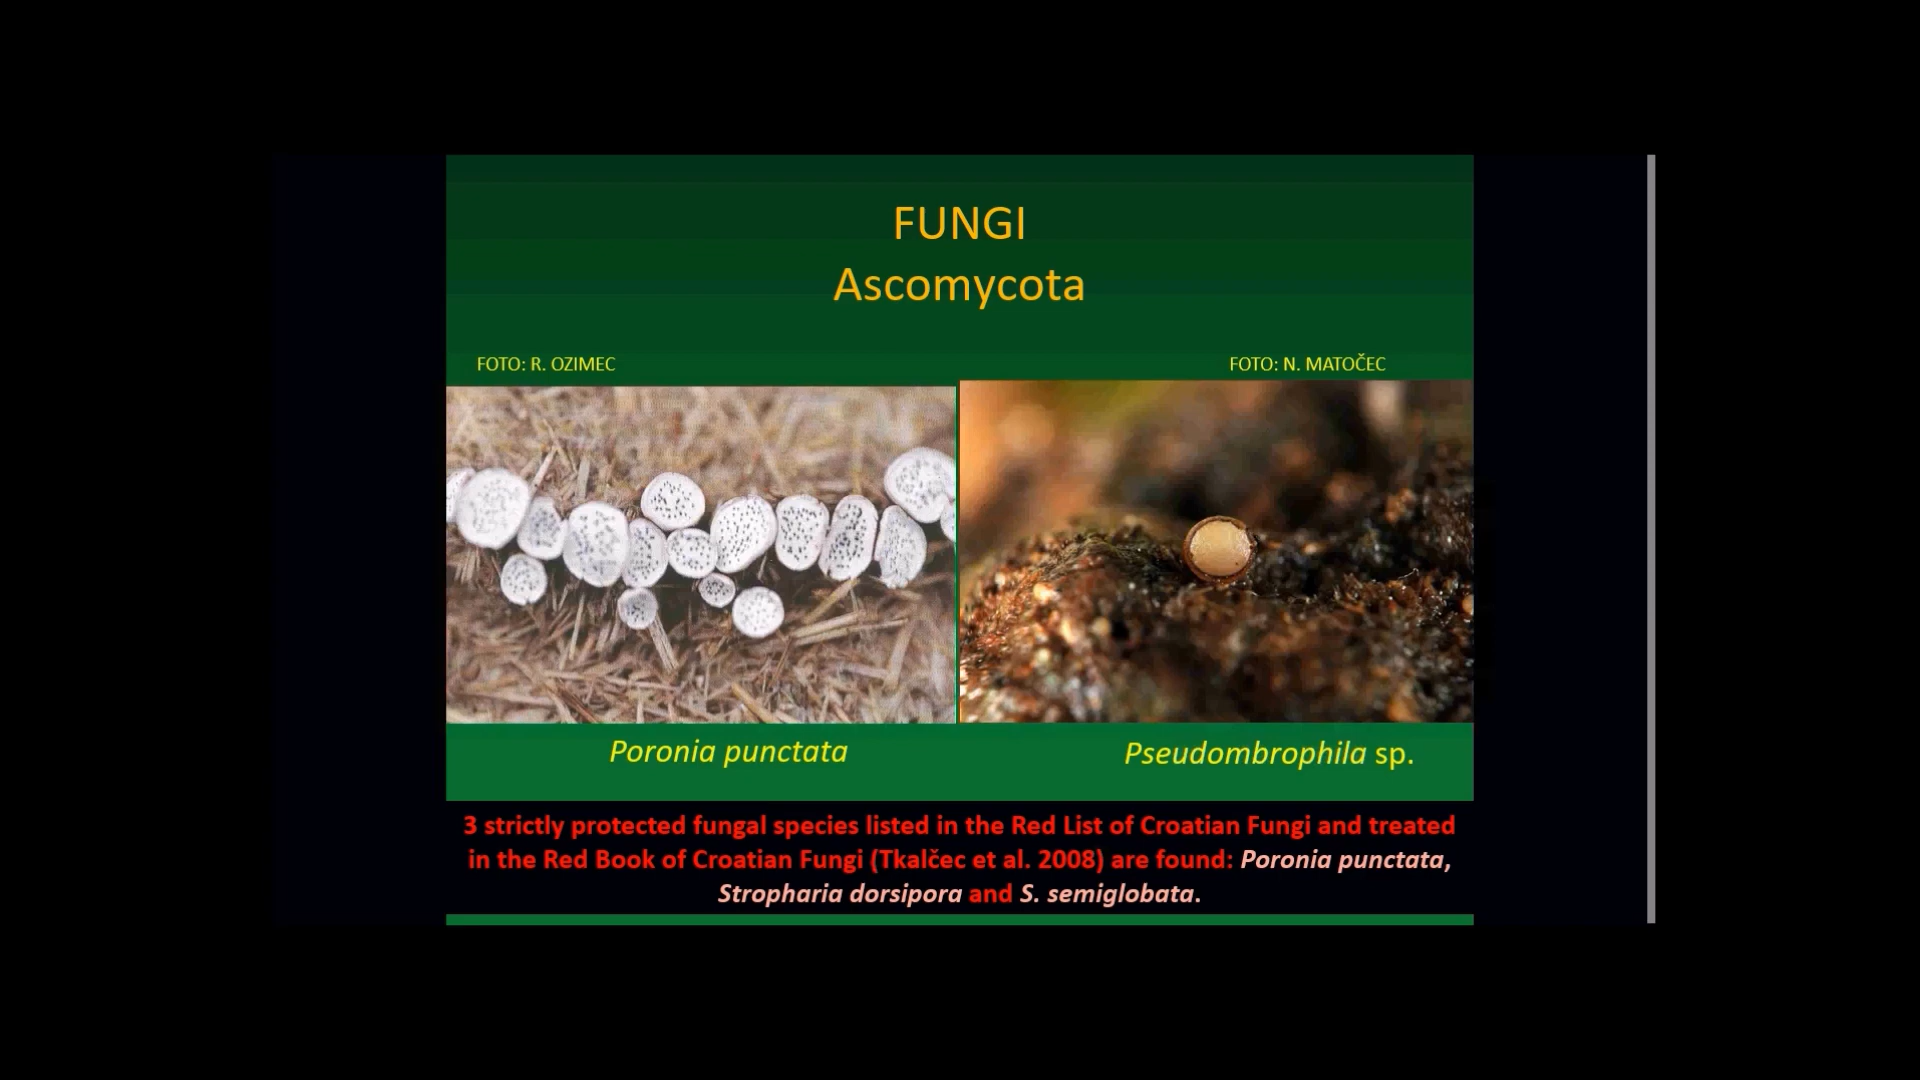 FUNGI
Ascomycota
FOTO: R. OZIMEC
FOTO: N. MATOČEC
Poronia punctata
Pseudombrophila sp.
3 strictly protected fungal species listed in the Red List of Croatian Fungi and treated
in the Red Book of Croatian Fungi (Tkalčec et al. 2008) are found: Poronia punctata,
Stropharia dorsipora and S. semiglobata.